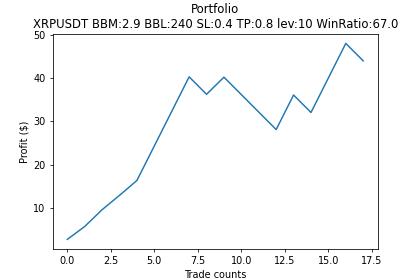 Portfolio
XRPUSDT BBM:2.9 BBL:240 SL:0.4 TP:0.8 lev:10 WinRatio:67.0
50
40
30
20
10
Profit ($)
0.0 2.5 5.0 7.5 10.0 12.5 15.0 17.5
Trade counts